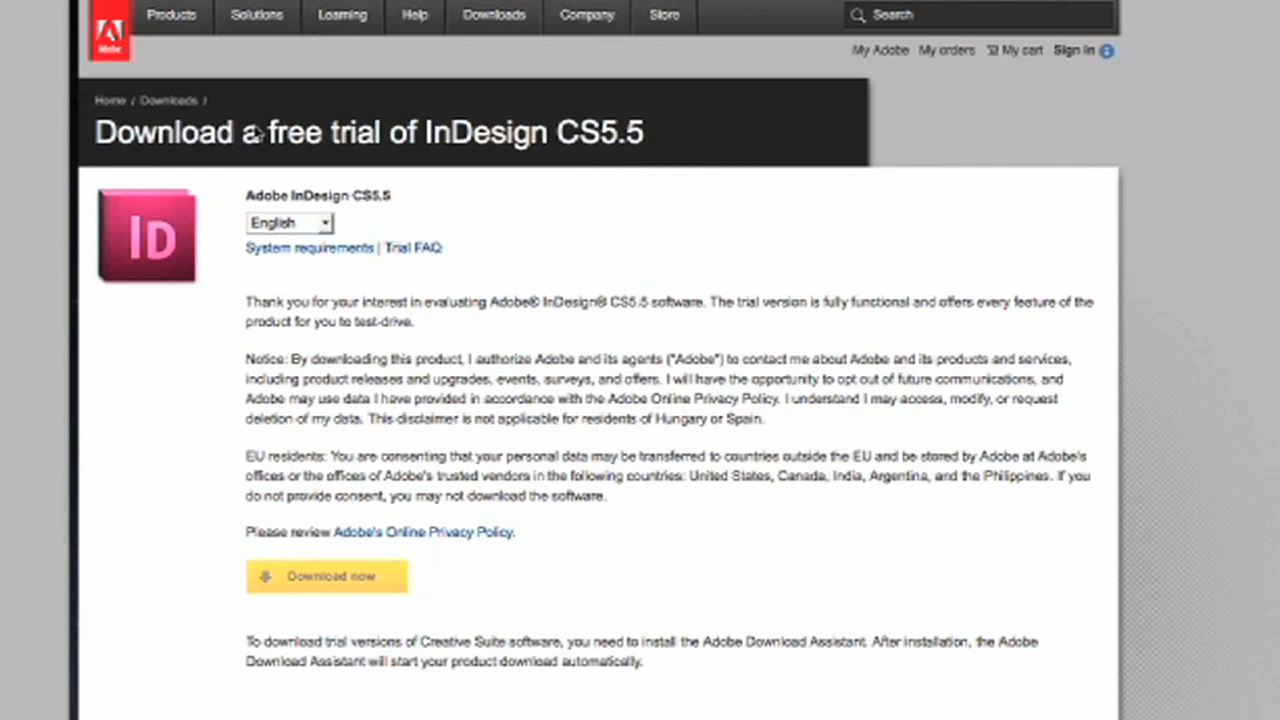 Products Solutions Learning Help Downloads Company Store Search
Adobe
My Adobe My orders My cart Sign in
Home / Downloads /
Download a free trial of InDesign CS5.5
Adobe InDesign CS5.5
ID
English
System requirements | Trial FAQ
Thank you for your interest in evaluating Adobe® InDesign® CS5.5 software. The trial version is fully functional and offers every feature of the
product for you to test-drive.
Notice: By downloading this product, I authorize Adobe and its agents ("Adobe") to contact me about Adobe and its products and services,
including product releases and upgrades, events, surveys, and offers. I will have the opportunity to opt out of future communications, and
Adobe may use data I have provided in accordance with the Adobe Online Privacy Policy. I understand I may access, modify, or request
deletion of my data. This disclaimer is not applicable for residents of Hungary or Spain.
EU residents: You are consenting that your personal data may be transferred to countries outside the EU and be stored by Adobe at Adobe's
offices or the offices of Adobe's trusted vendors in the following countries: United States, Canada, India, Argentina, and the Philippines. If you
do not provide consent, you may not download the software.
Please review Adobe's Online Privacy Policy.
Download now
To download trial versions of Creative Suite software, you need to install the Adobe Download Assistant. After installation, the Adobe
Download Assistant will start your product download automatically.